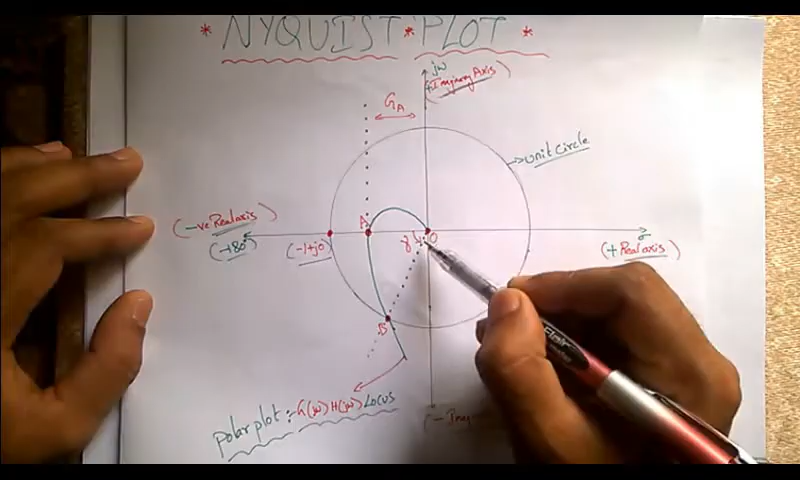 * NYQUIST * PLOT *
jω
+Imaginary Axis)
GA
unit circle
(-ve Real axis)
A
(-180°)
(-1+j0)
γ
O
σ
(+ Real axis)
B
polar plot :- G(jω) H(jω) Locus
(- Imag